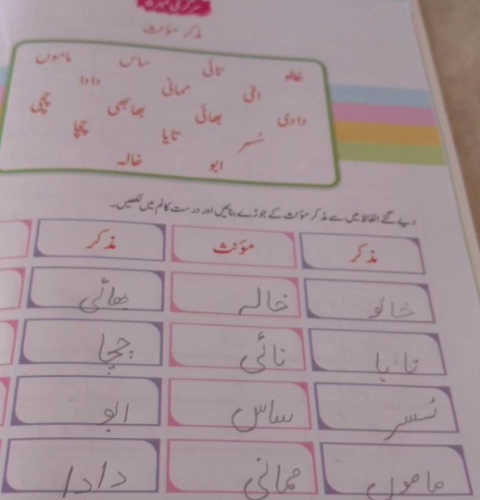 مذکر مؤنث
خالو تائی ساس ماموں
امی ممانی دادا
دادی بھائی بھابھی چچی
سسر تایا چچا
ابو خالہ
دیے گئے الفاظ میں سے مذکر مؤنث کے جوڑے بنائیں اور درست کالم میں لکھیں۔
مذکر مؤنث مذکر
خالو خالہ بھائی
تایا تائی چچا
سسر ساس ابو
ماموں ممانی دادا